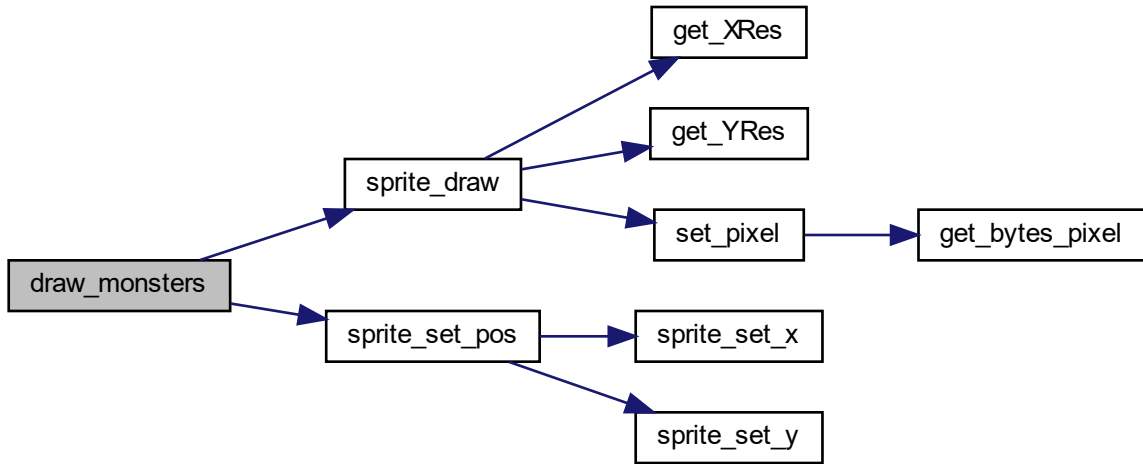 get_XRes
get_YRes
sprite_draw
set_pixel
get_bytes_pixel
draw_monsters
sprite_set_pos
sprite_set_x
sprite_set_y